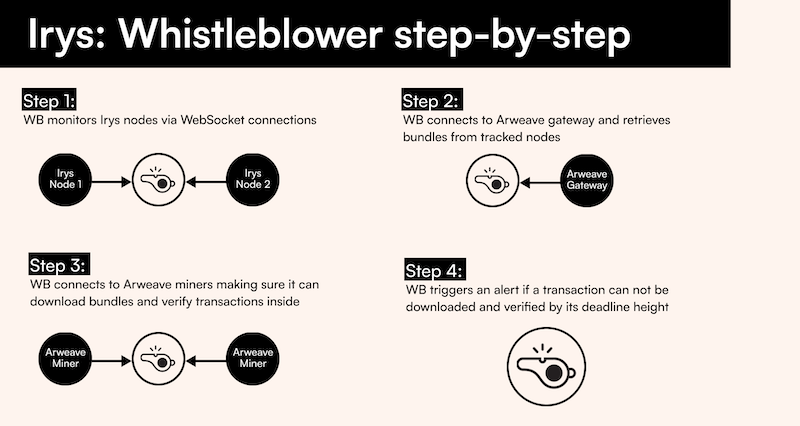 Irys: Whistleblower step-by-step
Step 1:
WB monitors Irys nodes via WebSocket connections
Irys
Node 1
Irys
Node 2
Step 2:
WB connects to Arweave gateway and retrieves
bundles from tracked nodes
Arweave
Gateway
Step 3:
WB connects to Arweave miners making sure it can
download bundles and verify transactions inside
Arweave
Miner
Arweave
Miner
Step 4:
WB triggers an alert if a transaction can not be
downloaded and verified by its deadline height